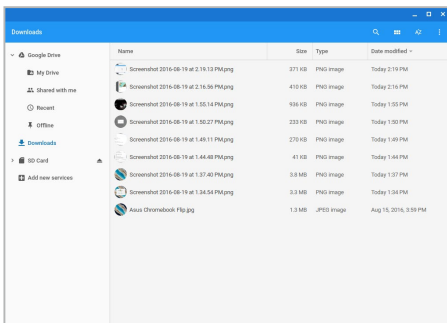 Downloads
Google Drive
My Drive
Shared with me
Recent
Offline
Downloads
SD Card
Add new services
Name Size Type Date modified
Screenshot 2016-08-19 at 2.19.13 PM.png 371 KB PNG image Today 2:19 PM
Screenshot 2016-08-19 at 2.16.56 PM.png 410 KB PNG image Today 2:16 PM
Screenshot 2016-08-19 at 1.55.14 PM.png 936 KB PNG image Today 1:55 PM
Screenshot 2016-08-19 at 1.50.27 PM.png 233 KB PNG image Today 1:50 PM
Screenshot 2016-08-19 at 1.49.11 PM.png 270 KB PNG image Today 1:49 PM
Screenshot 2016-08-19 at 1.44.48 PM.png 41 KB PNG image Today 1:44 PM
Screenshot 2016-08-19 at 1.37.40 PM.png 3.8 MB PNG image Today 1:37 PM
Screenshot 2016-08-19 at 1.34.54 PM.png 3.3 MB PNG image Today 1:34 PM
Asus Chromebook Flip.jpg 1.3 MB JPEG image Aug 15, 2016, 3:59 PM